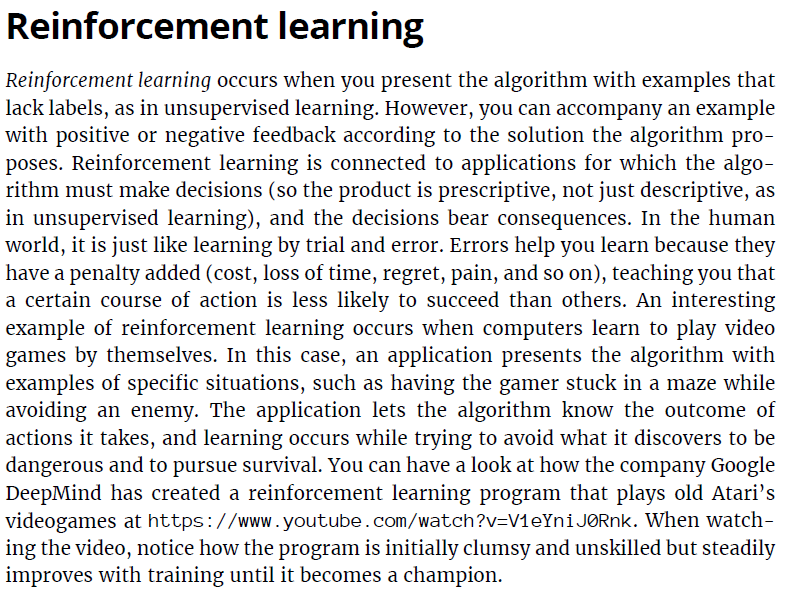 Reinforcement learning
Reinforcement learning occurs when you present the algorithm with examples that
lack labels, as in unsupervised learning. However, you can accompany an example
with positive or negative feedback according to the solution the algorithm pro-
poses. Reinforcement learning is connected to applications for which the algo-
rithm must make decisions (so the product is prescriptive, not just descriptive, as
in unsupervised learning), and the decisions bear consequences. In the human
world, it is just like learning by trial and error. Errors help you learn because they
have a penalty added (cost, loss of time, regret, pain, and so on), teaching you that
a certain course of action is less likely to succeed than others. An interesting
example of reinforcement learning occurs when computers learn to play video
games by themselves. In this case, an application presents the algorithm with
examples of specific situations, such as having the gamer stuck in a maze while
avoiding an enemy. The application lets the algorithm know the outcome of
actions it takes, and learning occurs while trying to avoid what it discovers to be
dangerous and to pursue survival. You can have a look at how the company Google
DeepMind has created a reinforcement learning program that plays old Atari’s
videogames at https://www.youtube.com/watch?v=V1eYniJ0Rnk. When watch-
ing the video, notice how the program is initially clumsy and unskilled but steadily
improves with training until it becomes a champion.